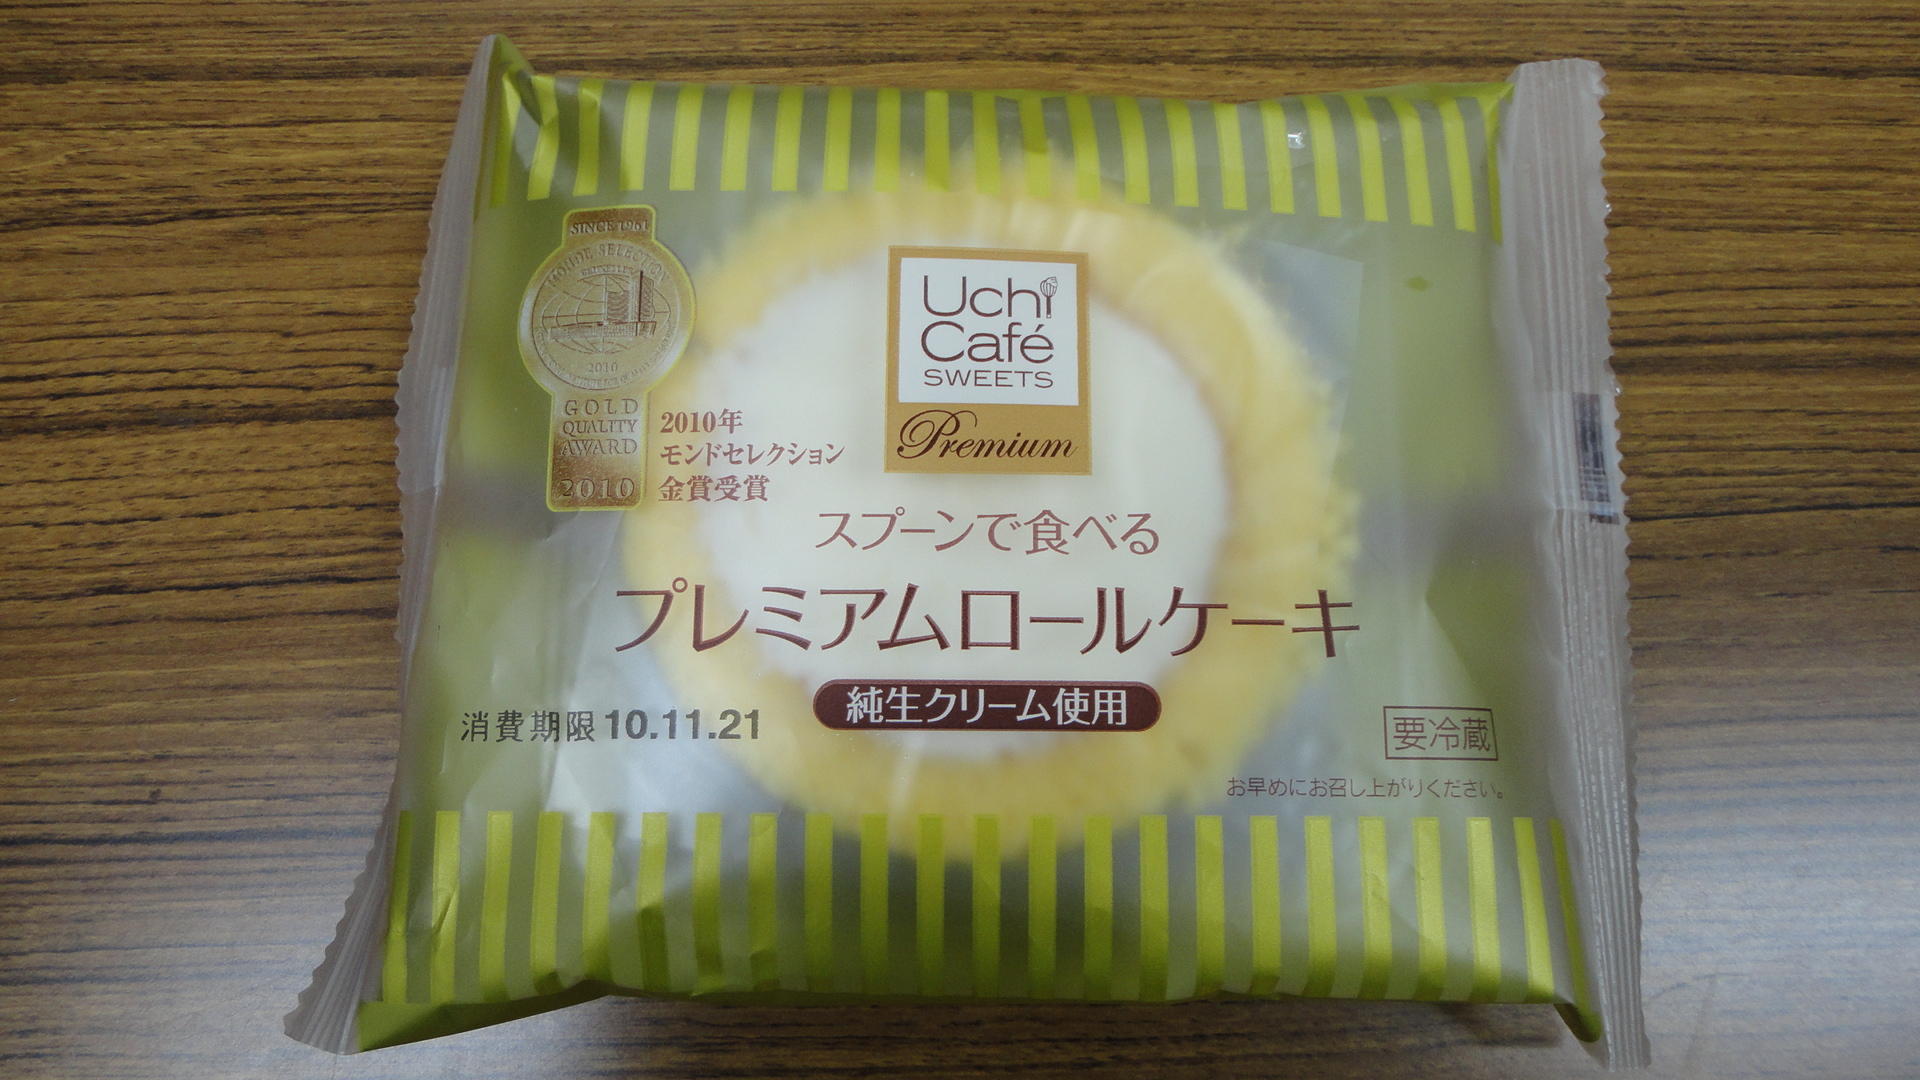 SINCE 1961
MONDE SELECTION
BRUXELLES
2010
GOLD
QUALITY
AWARD
2010
2010年
モンドセレクション
金賞受賞
Uchi
Café
SWEETS
Premium
スプーンで食べる
プレミアムロールケーキ
純生クリーム使用
消費期限 10.11.21
要冷蔵
お早めにお召し上がりください。